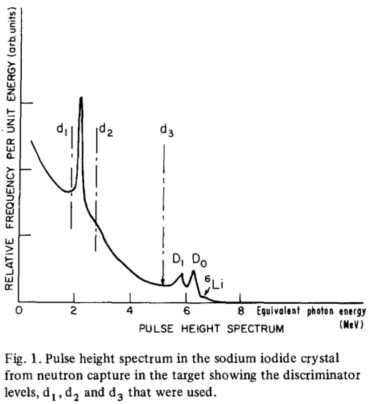 RELATIVE FREQUENCY PER UNIT ENERGY (arb. units)
d1 d2 d3
D1 D0
6Li
0 2 4 6 8 Equivalent photon energy
(MeV)
PULSE HEIGHT SPECTRUM
Fig. 1. Pulse height spectrum in the sodium iodide crystal
from neutron capture in the target showing the discriminator
levels, d1, d2 and d3 that were used.